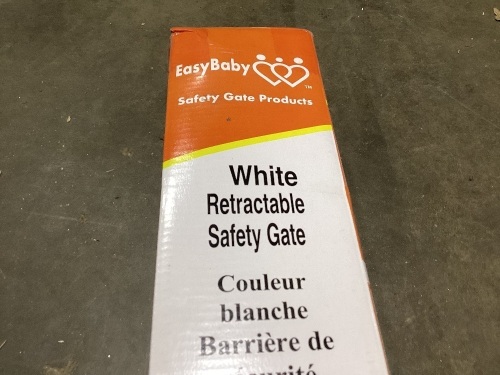 EasyBaby
TM
Safety Gate Products
White
Retractable
Safety Gate
Couleur
blanche
Barrière de